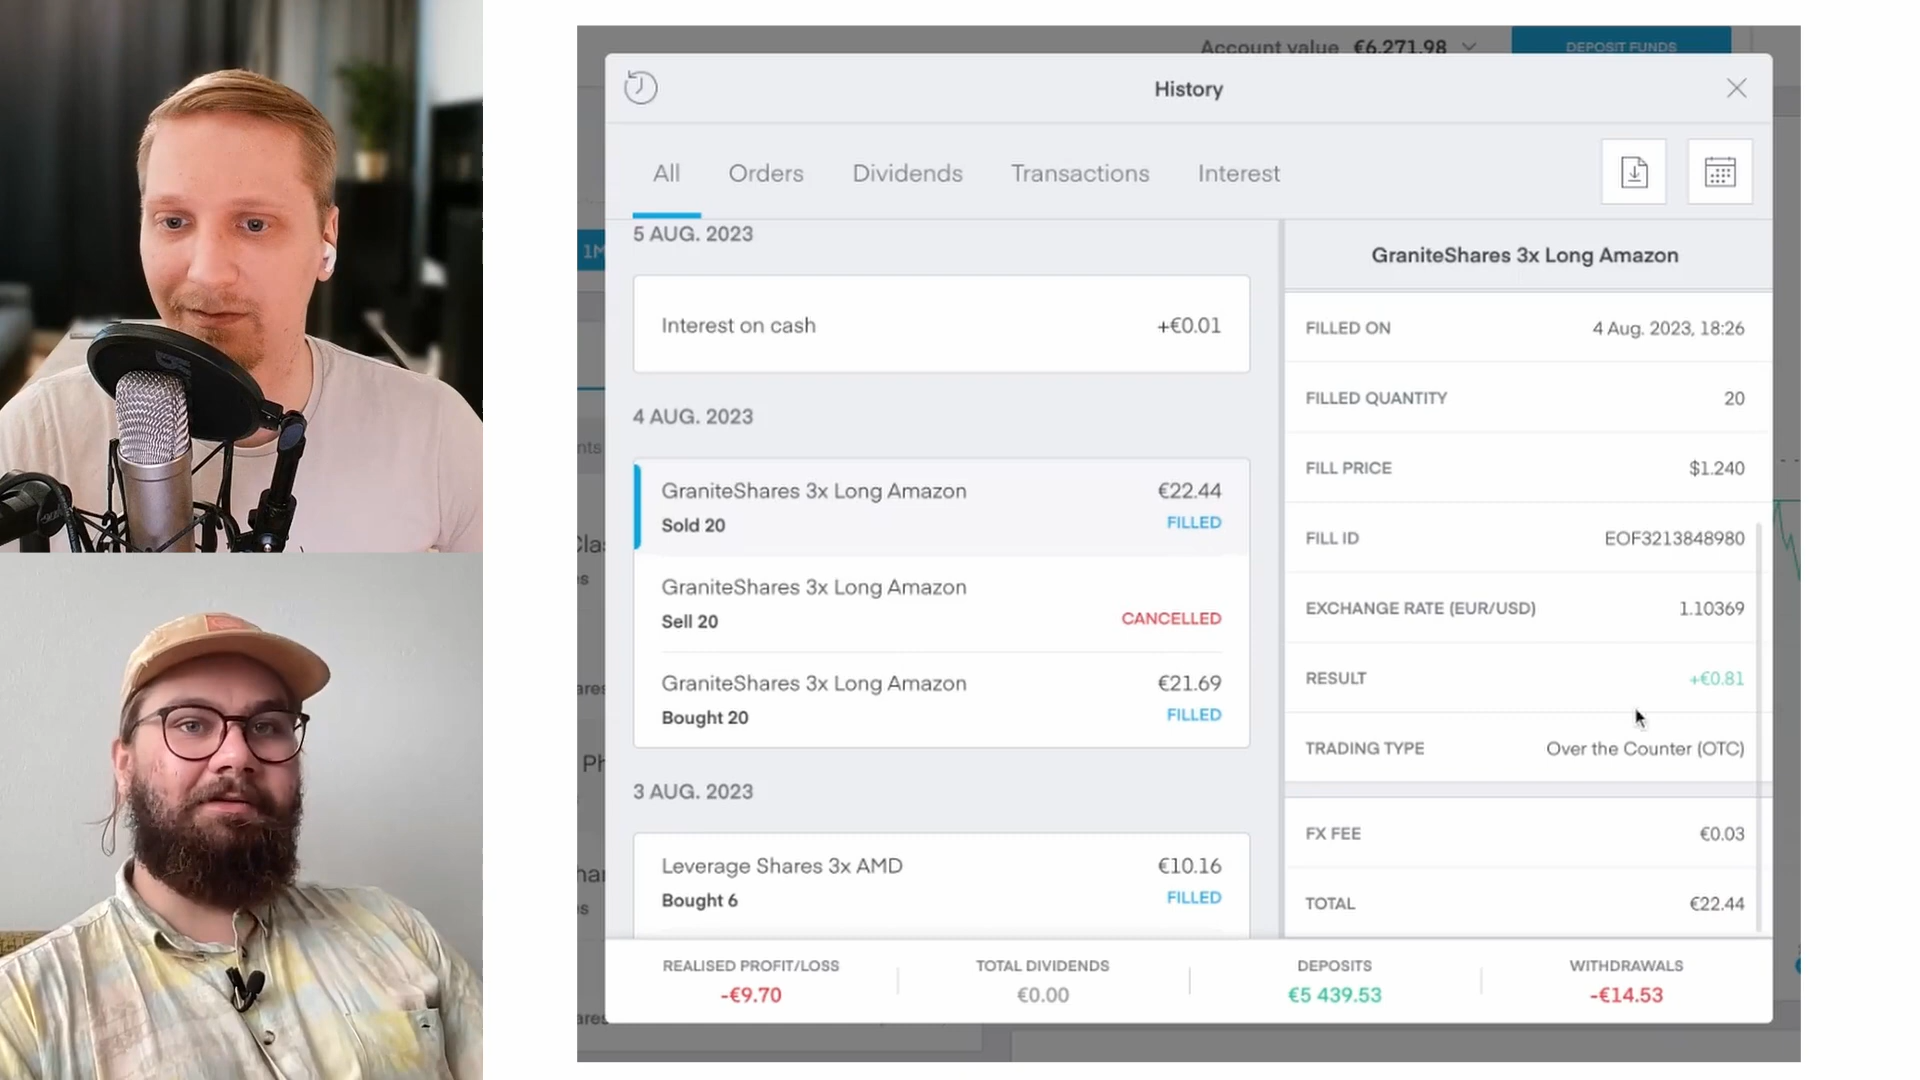 Account value €6,271.98
DEPOSIT FUNDS
History
All Orders Dividends Transactions Interest
5 AUG. 2023
Interest on cash +€0.01
4 AUG. 2023
GraniteShares 3x Long Amazon €22.44
Sold 20 FILLED
GraniteShares 3x Long Amazon
Sell 20 CANCELLED
GraniteShares 3x Long Amazon €21.69
Bought 20 FILLED
3 AUG. 2023
Leverage Shares 3x AMD €10.16
Bought 6 FILLED
GraniteShares 3x Long Amazon
FILLED ON 4 Aug. 2023, 18:26
FILLED QUANTITY 20
FILL PRICE $1.240
FILL ID EOF3213848980
EXCHANGE RATE (EUR/USD) 1.10369
RESULT +€0.81
TRADING TYPE Over the Counter (OTC)
FX FEE €0.03
TOTAL €22.44
REALISED PROFIT/LOSS TOTAL DIVIDENDS DEPOSITS WITHDRAWALS
-€9.70 €0.00 €5 439.53 -€14.53